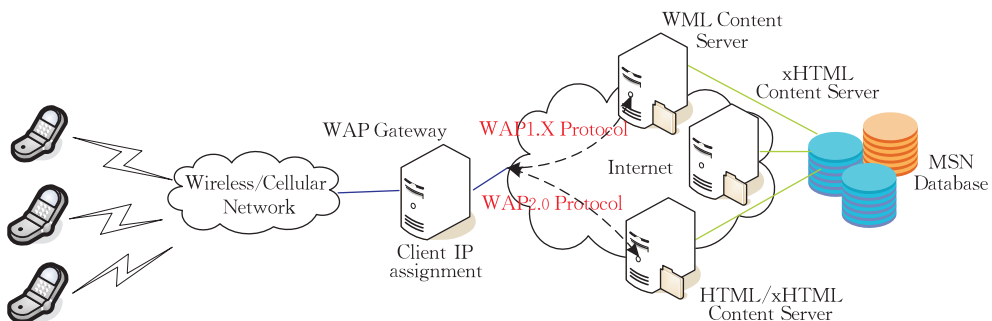 WML Content
Server
xHTML
Content Server
WAP Gateway
WAP1.X Protocol
Internet
MSN
Database
Wireless/Cellular
Network
WAP2.0 Protocol
Client IP
assignment
HTML/xHTML
Content Server